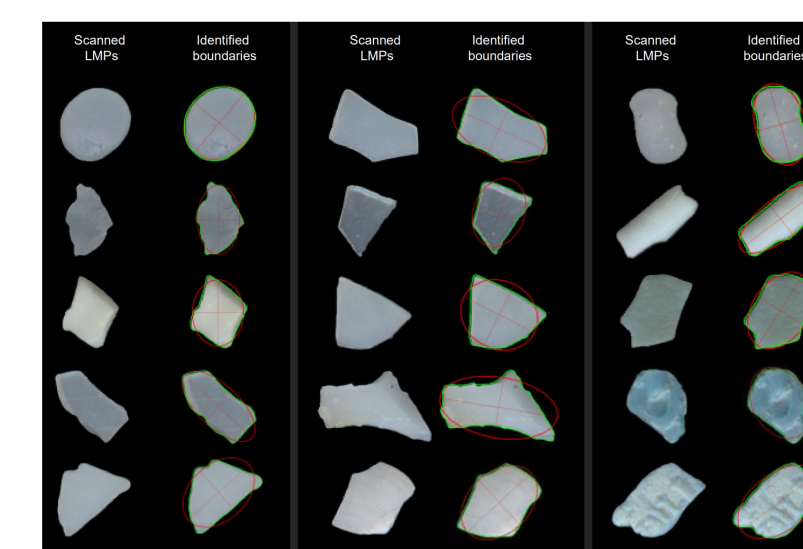 Scanned
LMPs
Identified
boundaries
Scanned
LMPs
Identified
boundaries
Scanned
LMPs
Identified
boundaries